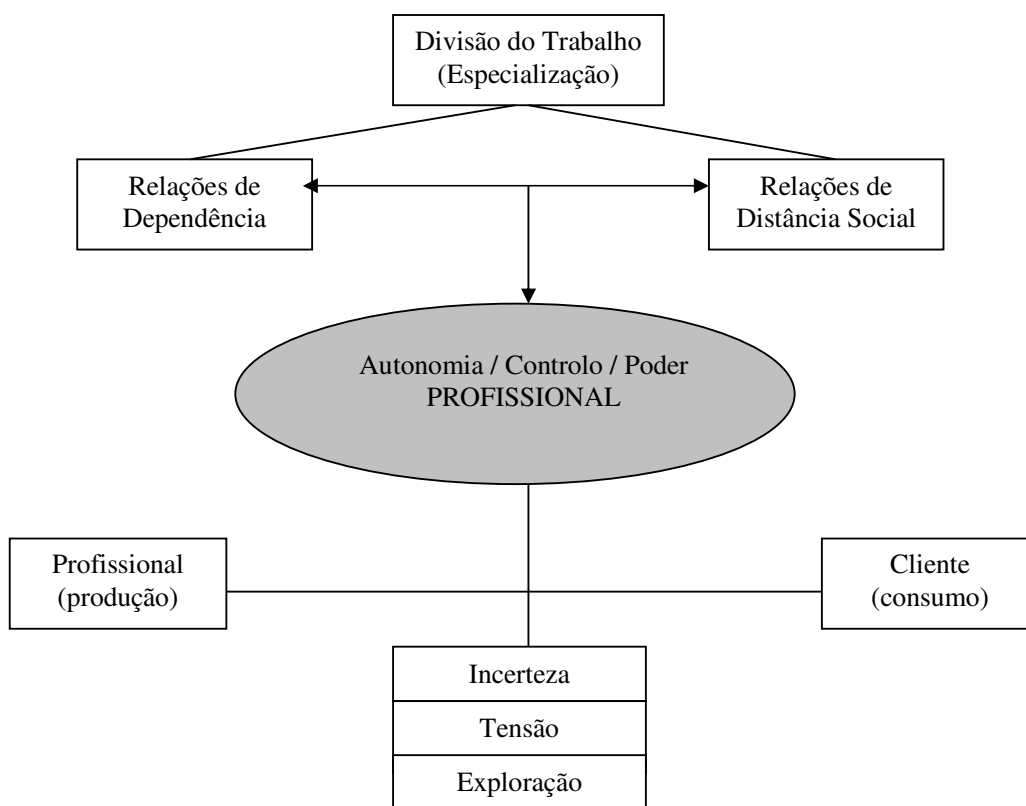 Divisão do Trabalho
(Especialização)
Relações de
Dependência
Relações de
Distância Social
Autonomia / Controlo / Poder
PROFISSIONAL
Profissional
(produção)
Cliente
(consumo)
Incerteza
Tensão
Exploração